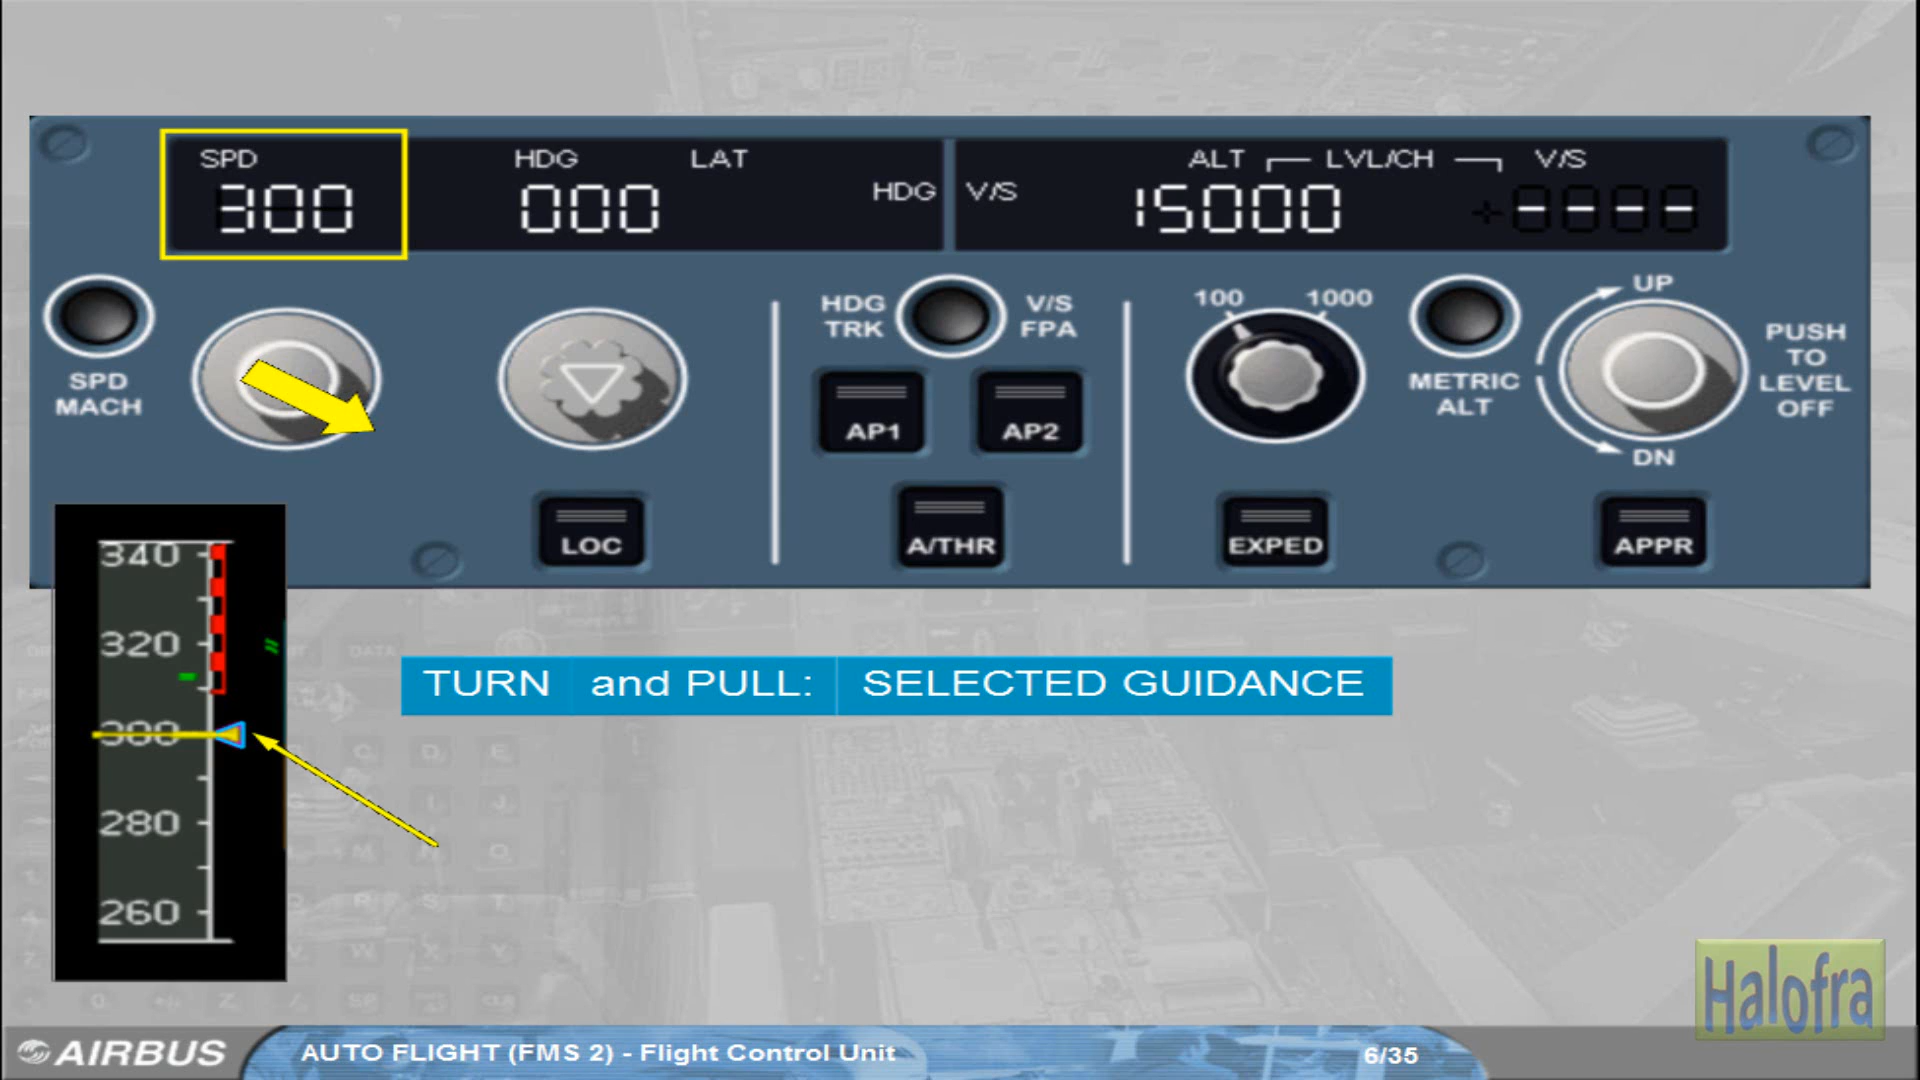 SPD
HDG
LAT
ALT
LVL/CH
V/S
300
000
HDG
V/S
15000
----
SPD
MACH
HDG
TRK
V/S
FPA
100
1000
METRIC
ALT
UP
DN
PUSH
TO
LEVEL
OFF
AP1
AP2
LOC
A/THR
EXPED
APPR
340
320
300
280
260
TURN and PULL: SELECTED GUIDANCE
Halofra
AIRBUS
AUTO FLIGHT (FMS 2) - Flight Control Unit
6/35